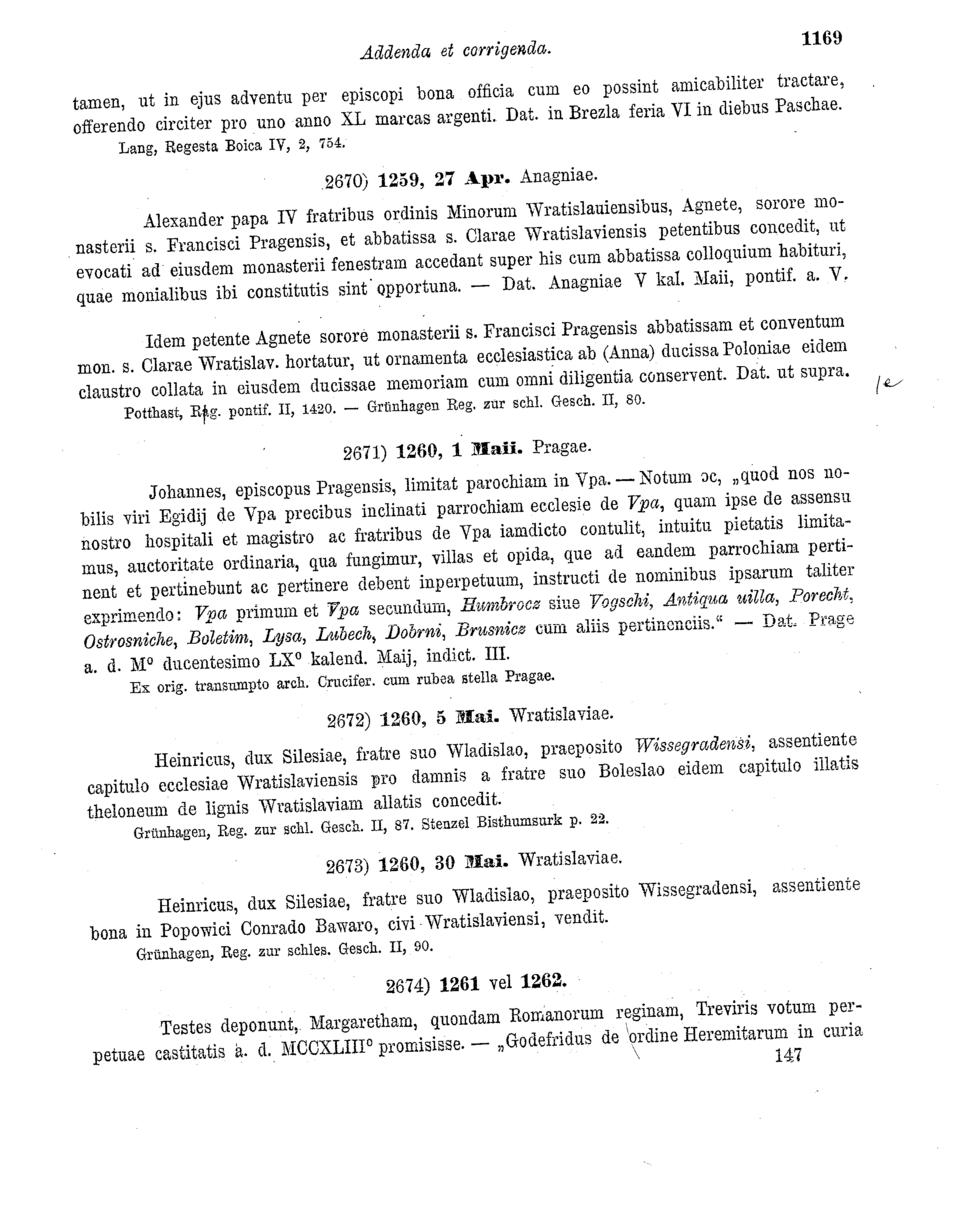 Addenda et corrigenda.
1169
tamen, ut in ejus adventu per episcopi bona officia cum eo possint amicabiliter tractare,
offerendo circiter pro uno anno XL marcas argenti. Dat. in Brezla feria VI in diebus Paschae.
Lang, Regesta Boica IV, 2, 754.
2670) 1259, 27 Apr. Anagniae.
Alexander papa IV fratribus ordinis Minorum Wratislauiensibus, Agnete, sorore mo-
nasterii s. Francisci Pragensis, et abbatissa s. Clarae Wratislaviensis petentibus concedit, ut
evocati ad eiusdem monasterii fenestram accedant super his cum abbatissa colloquium habituri,
quae monialibus ibi constitutis sint opportuna. — Dat. Anagniae V kal. Maii, pontif. a. V.
Idem petente Agnete sorore monasterii s. Francisci Pragensis abbatissam et conventum
mon. s. Clarae Wratislav. hortatur, ut ornamenta ecclesiastica ab (Anna) ducissa Poloniae eidem
claustro collata in eiusdem ducissae memoriam cum omni diligentia conservent. Dat. ut supra.
/e
Potthast, Rag. pontif. II, 1420. — Grünhagen Reg. zur schl. Gesch. II, 80.
2671) 1260, 1 Maii. Pragae.
Johannes, episcopus Pragensis, limitat parochiam in Vpa. — Notum ɔc, „quod nos no-
bilis viri Egidij de Vpa precibus inclinati parrochiam ecclesie de Vpa, quam ipse de assensu
nostro hospitali et magistro ac fratribus de Vpa iamdicto contulit, intuitu pietatis limita-
mus, auctoritate ordinaria, qua fungimur, villas et opida, que ad eandem parrochiam perti-
nent et pertinebunt ac pertinere debent inperpetuum, instructi de nominibus ipsarum taliter
exprimendo: Vpa primum et Vpa secundum, Humbrocz siue Vogschi, Antiqua uilla, Porecht,
Ostrosniche, Boletim, Lysa, Lubech, Dobrni, Brusnicz cum aliis pertinenciis.“ — Dat. Prage
a. d. M⁰ ducentesimo LX⁰ kalend. Maij, indict. III.
Ex orig. transumpto arch. Crucifer. cum rubea stella Pragae.
2672) 1260, 5 Mai. Wratislaviae.
Heinricus, dux Silesiae, fratre suo Wladislao, praeposito Wissegradensi, assentiente
capitulo ecclesiae Wratislaviensis pro damnis a fratre suo Boleslao eidem capitulo illatis
theloneum de lignis Wratislaviam allatis concedit.
Grünhagen, Reg. zur schl. Gesch. II, 87. Stenzel Bisthumsurk p. 22.
2673) 1260, 30 Mai. Wratislaviae.
Heinricus, dux Silesiae, fratre suo Wladislao, praeposito Wissegradensi, assentiente
bona in Popowici Conrado Bawaro, civi Wratislaviensi, vendit.
Grünhagen, Reg. zur schles. Gesch. II, 90.
2674) 1261 vel 1262.
Testes deponunt, Margaretham, quondam Romanorum reginam, Treviris votum per-
petuae castitatis a. d. MCCXLIII⁰ promisisse. — „Godefridus de ordine Heremitarum in curia
147